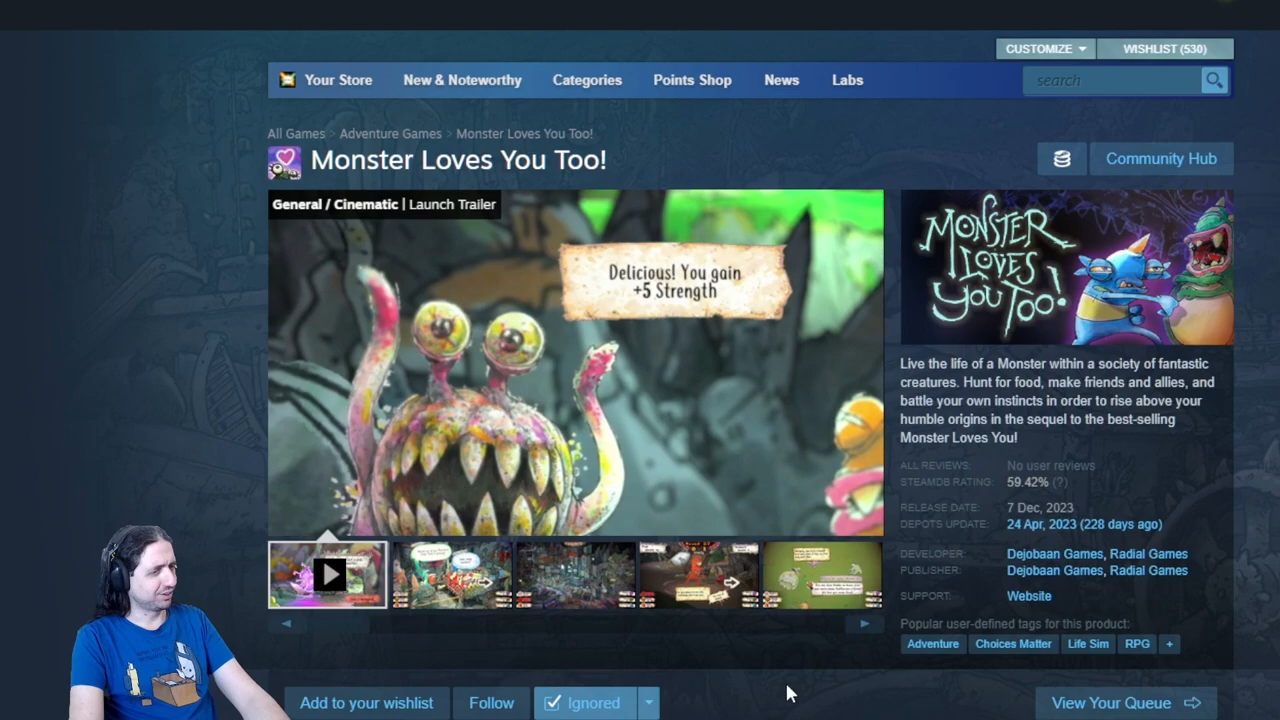 CUSTOMIZE
WISHLIST (530)
Your Store
New & Noteworthy
Categories
Points Shop
News
Labs
search
All Games > Adventure Games > Monster Loves You Too!
Monster Loves You Too!
Community Hub
General / Cinematic | Launch Trailer
Delicious! You gain
+5 Strength
MONSTER
LOVES
YOU TOO!
Live the life of a Monster within a society of fantastic
creatures. Hunt for food, make friends and allies, and
battle your own instincts in order to rise above your
humble origins in the sequel to the best-selling
Monster Loves You!
ALL REVIEWS: No user reviews
STEAMDB RATING: 59.42% (?)
RELEASE DATE: 7 Dec, 2023
DEPOTS UPDATE: 24 Apr, 2023 (228 days ago)
DEVELOPER: Dejobaan Games, Radial Games
PUBLISHER: Dejobaan Games, Radial Games
SUPPORT: Website
Popular user-defined tags for this product:
Adventure
Choices Matter
Life Sim
RPG
+
Add to your wishlist
Follow
Ignored
View Your Queue